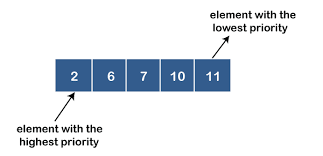 element with the
lowest priority
2 6 7 10 11
element with the
highest priority